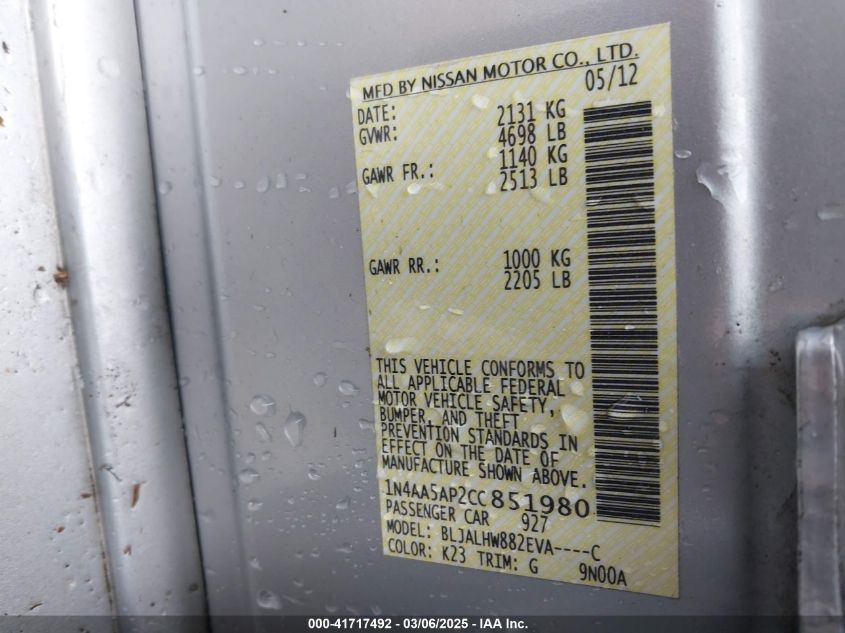 MFD BY NISSAN MOTOR CO., LTD.
DATE: 05/12
GVWR: 2131 KG
4698 LB
GAWR FR.: 1140 KG
2513 LB
GAWR RR.: 1000 KG
2205 LB
THIS VEHICLE CONFORMS TO
ALL APPLICABLE FEDERAL
MOTOR VEHICLE SAFETY,
BUMPER, AND THEFT
PREVENTION STANDARDS IN
EFFECT ON THE DATE OF
MANUFACTURE SHOWN ABOVE.
1N4AA5AP2CC851980
PASSENGER CAR 927
MODEL: BLJALHW882EVA----C
COLOR: K23 TRIM: G 9N00A
000-41717492 - 03/06/2025 - IAA Inc.